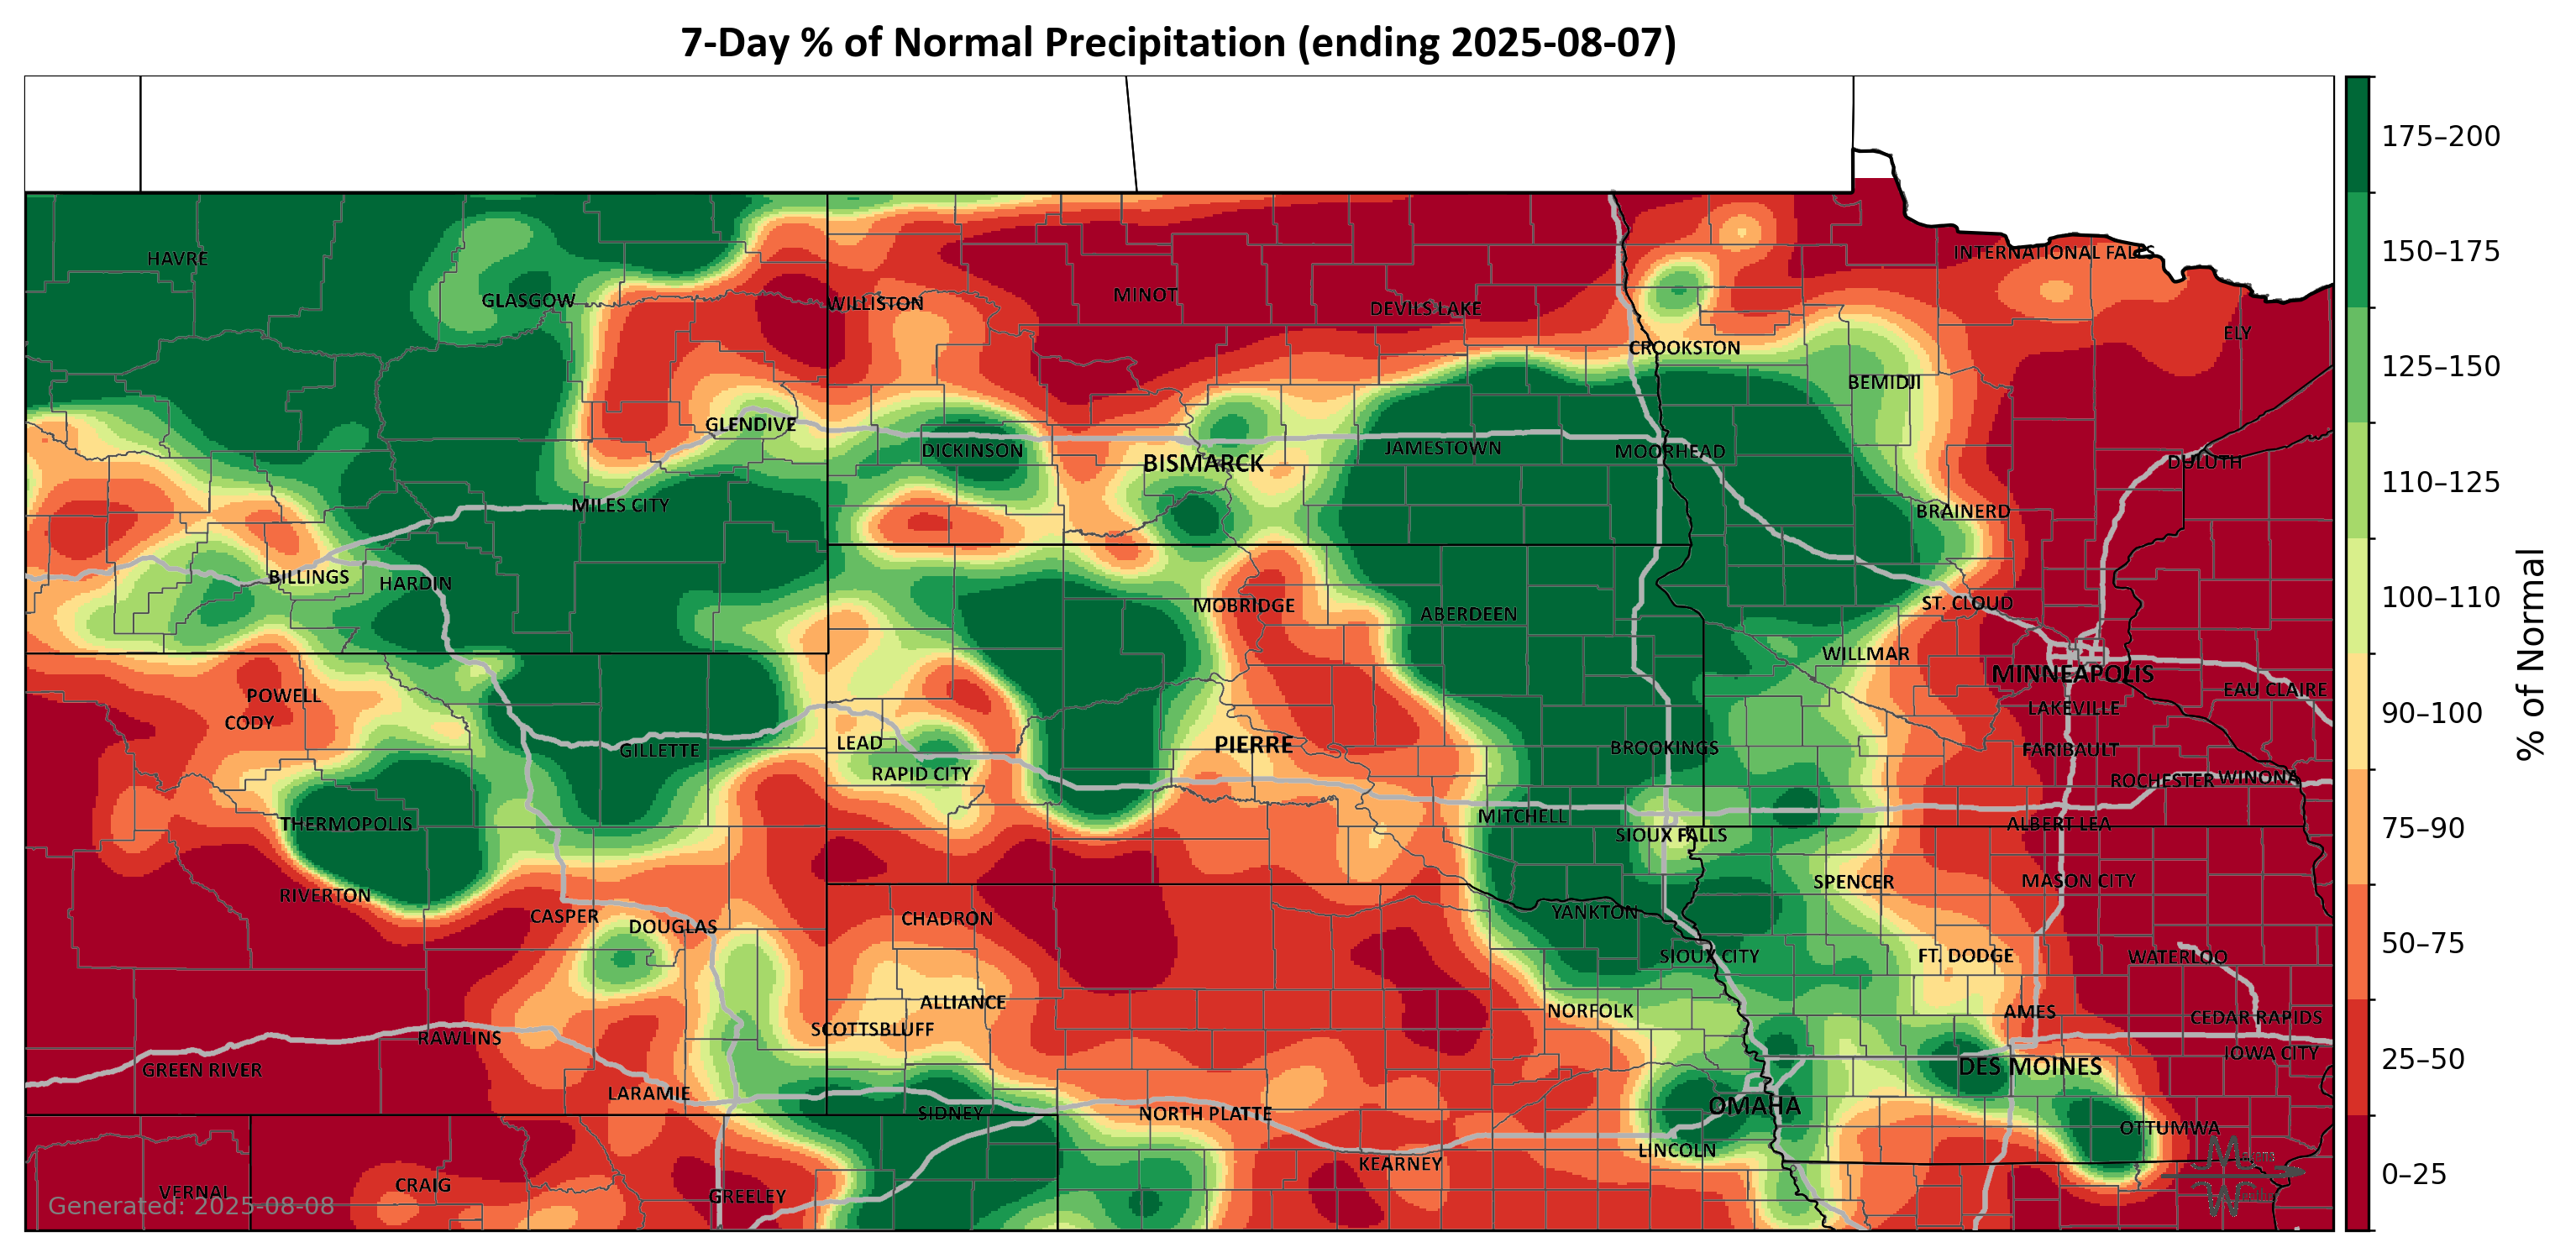 7-Day % of Normal Precipitation (ending 2025-08-07)
175–200
150–175
125–150
110–125
100–110
90–100
75–90
50–75
25–50
0–25
% of Normal
HAVRE
INTERNATIONAL FALLS
GLASGOW
WILLISTON
MINOT
DEVILS LAKE
ELY
CROOKSTON
BEMIDJI
GLENDIVE
DICKINSON
BISMARCK
JAMESTOWN
MOORHEAD
DULUTH
MILES CITY
BRAINERD
BILLINGS
HARDIN
MOBRIDGE
ABERDEEN
ST. CLOUD
WILLMAR
MINNEAPOLIS
POWELL
EAU CLAIRE
CODY
LAKEVILLE
GILLETTE
LEAD
PIERRE
BROOKINGS
FARIBAULT
RAPID CITY
ROCHESTER
WINONA
THERMOPOLIS
MITCHELL
SIOUX FALLS
ALBERT LEA
RIVERTON
SPENCER
MASON CITY
CASPER
DOUGLAS
CHADRON
YANKTON
SIOUX CITY
FT. DODGE
WATERLOO
ALLIANCE
NORFOLK
AMES
SCOTTSBLUFF
CEDAR RAPIDS
RAWLINS
IOWA CITY
GREEN RIVER
DES MOINES
LARAMIE
SIDNEY
NORTH PLATTE
OMAHA
OTTUMWA
LINCOLN
KEARNEY
VERNAL
CRAIG
GREELEY
Generated: 2025-08-08